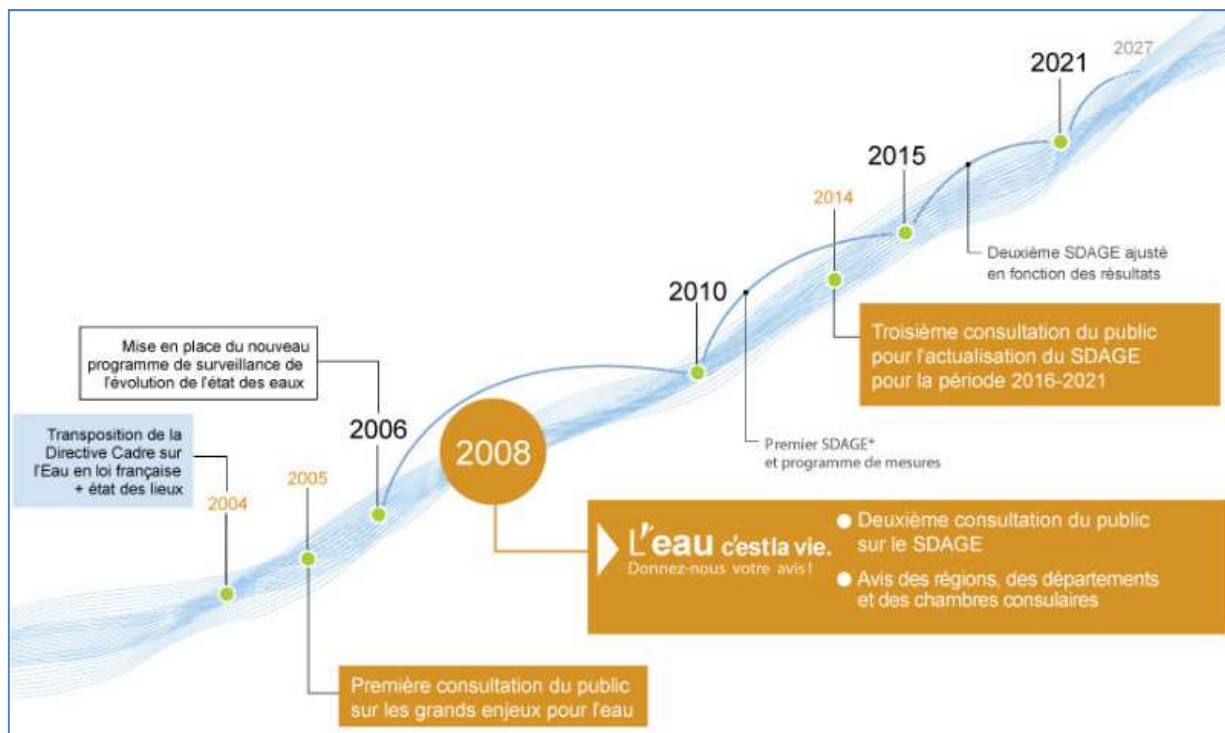 2027
2021
2015
2014
Deuxième SDAGE ajusté
en fonction des résultats
2010
Troisième consultation du public
pour l'actualisation du SDAGE
pour la période 2016-2021
Mise en place du nouveau
programme de surveillance de
l'évolution de l'état des eaux
2006
Premier SDAGE*
et programme de mesures
Transposition de la
Directive Cadre sur
l'Eau en loi française
+ état des lieux
2004
2005
2008
L'eau c'est la vie.
Donnez-nous votre avis !
Deuxième consultation du public
sur le SDAGE
Avis des régions, des départements
et des chambres consulaires
Première consultation du public
sur les grands enjeux pour l'eau